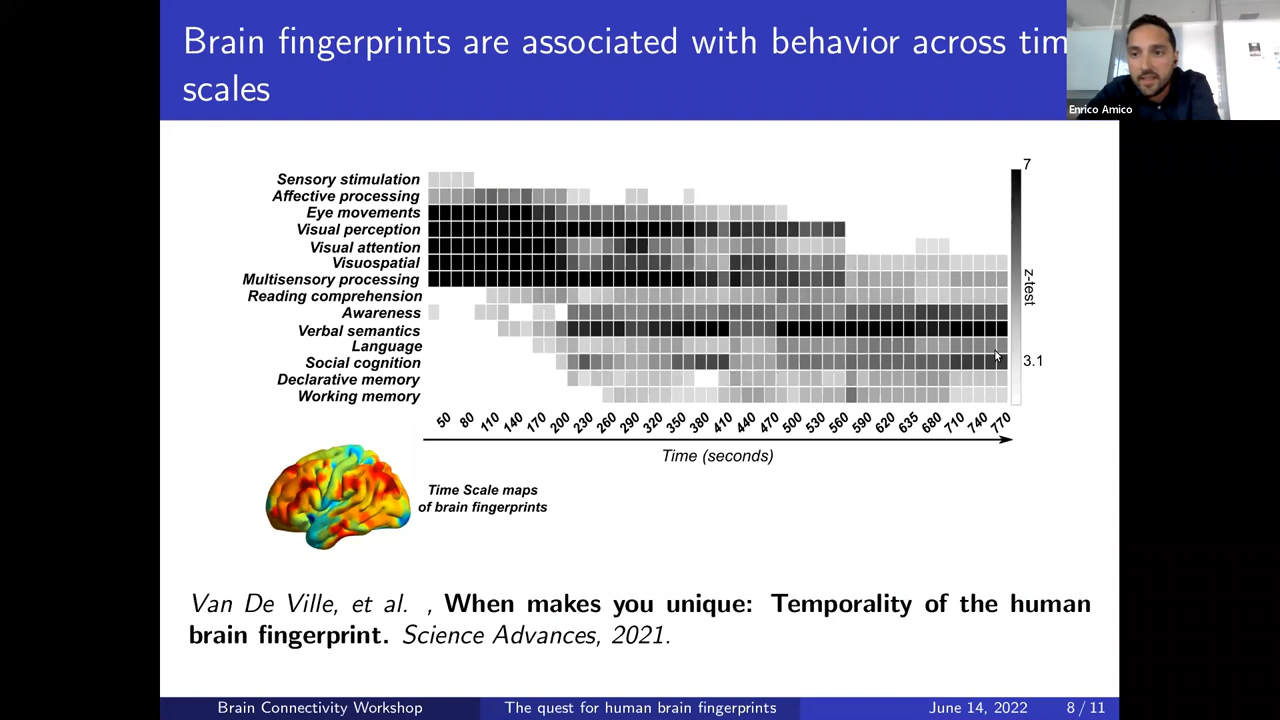 Brain fingerprints are associated with behavior across tim
scales
Enrico Amico
7
Sensory stimulation
Affective processing
Eye movements
Visual perception
Visual attention
Visuospatial
Multisensory processing
Reading comprehension
Awareness
Verbal semantics
Language
Social cognition
Declarative memory
Working memory
z-test
3.1
50 80 110 140 170 200 230 260 290 320 350 380 410 440 470 500 530 560 590 620 635 680 710 740 770
Time (seconds)
Time Scale maps
of brain fingerprints
Van De Ville, et al. , When makes you unique: Temporality of the human
brain fingerprint. Science Advances, 2021.
Brain Connectivity Workshop The quest for human brain fingerprints June 14, 2022 8 / 11